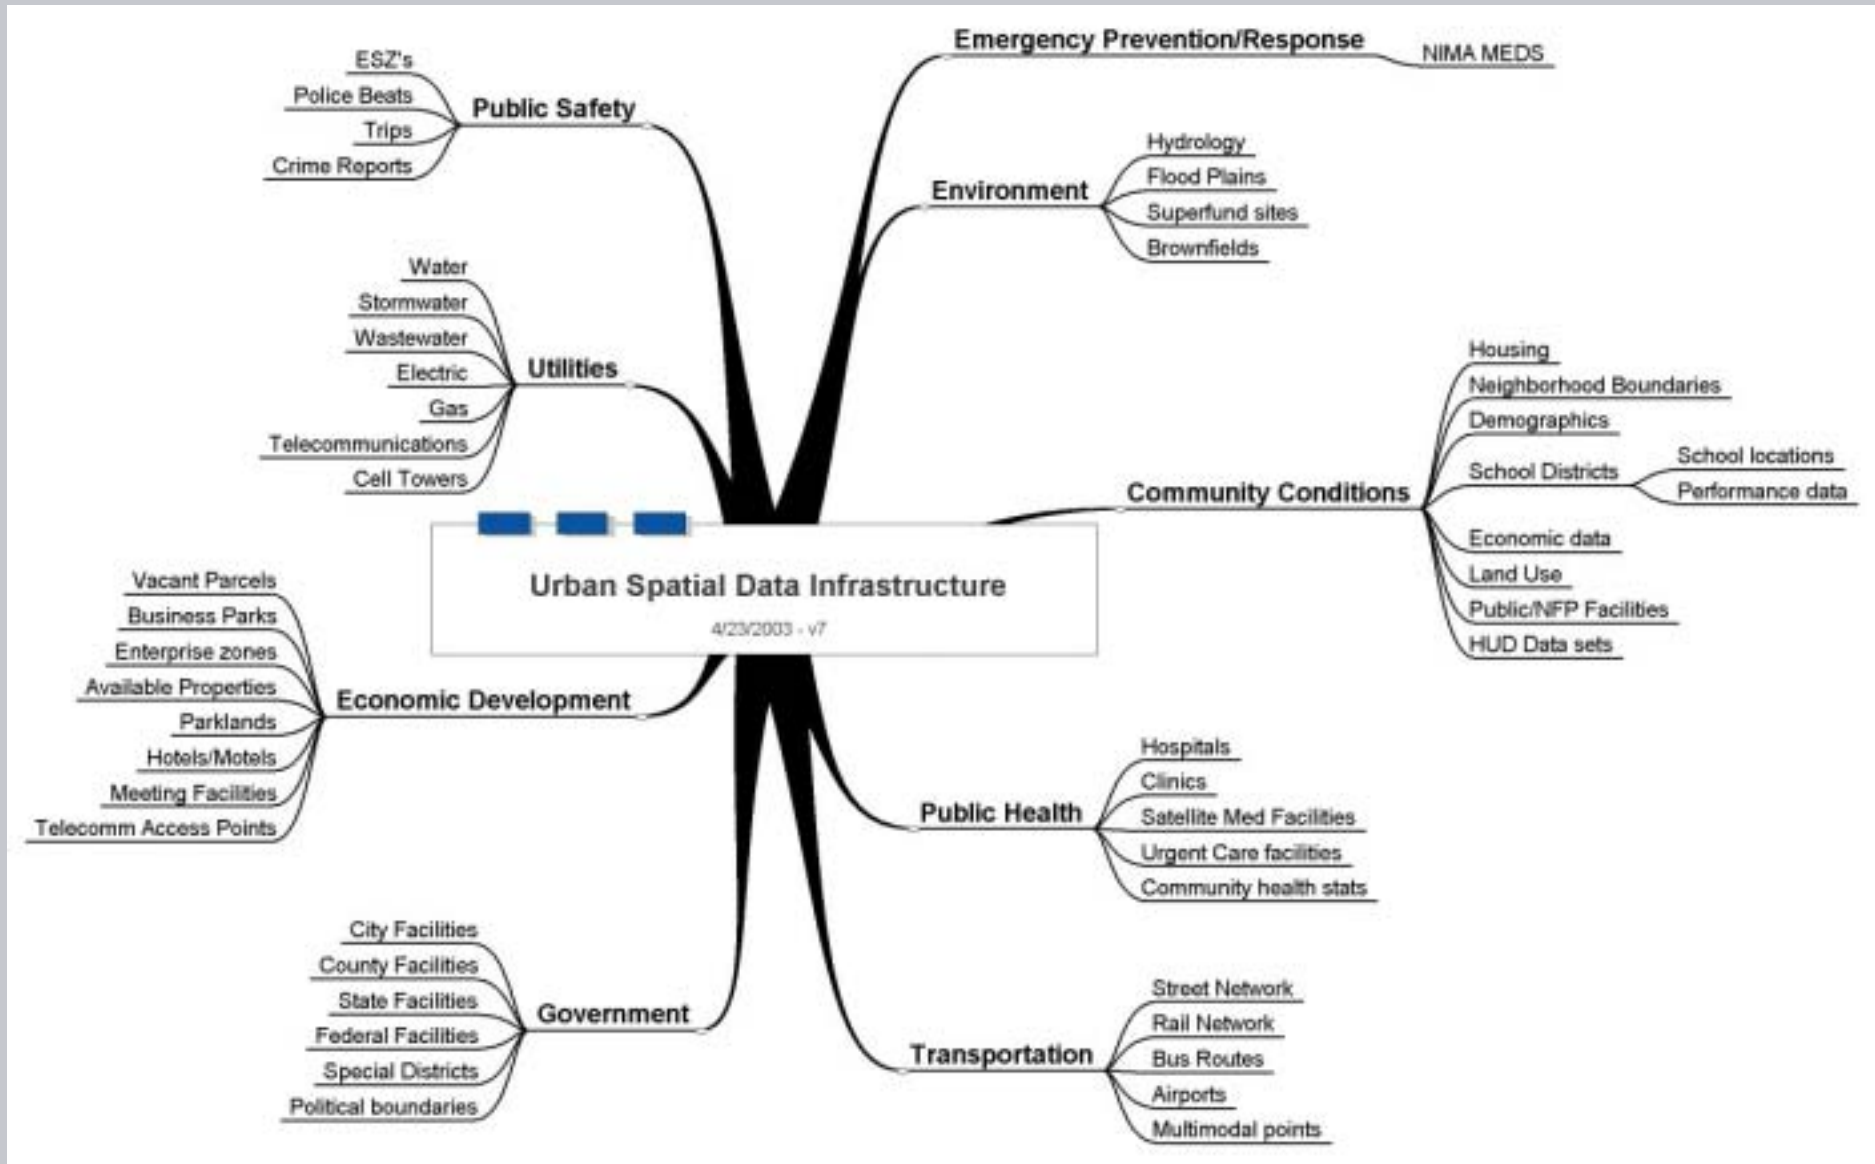 Emergency Prevention/Response
NIMA MEDS
ESZ's
Police Beats
Trips
Crime Reports
Public Safety
Environment
Hydrology
Flood Plains
Superfund sites
Brownfields
Water
Stormwater
Wastewater
Electric
Gas
Telecommunications
Cell Towers
Utilities
Community Conditions
Housing
Neighborhood Boundaries
Demographics
School Districts
School locations
Performance data
Economic data
Land Use
Public/NFP Facilities
HUD Data sets
Urban Spatial Data Infrastructure
4/23/2003 - v7
Vacant Parcels
Business Parks
Enterprise zones
Available Properties
Parklands
Hotels/Motels
Meeting Facilities
Telecomm Access Points
Economic Development
Public Health
Hospitals
Clinics
Satellite Med Facilities
Urgent Care facilities
Community health stats
City Facilities
County Facilities
State Facilities
Federal Facilities
Special Districts
Political boundaries
Government
Transportation
Street Network
Rail Network
Bus Routes
Airports
Multimodal points